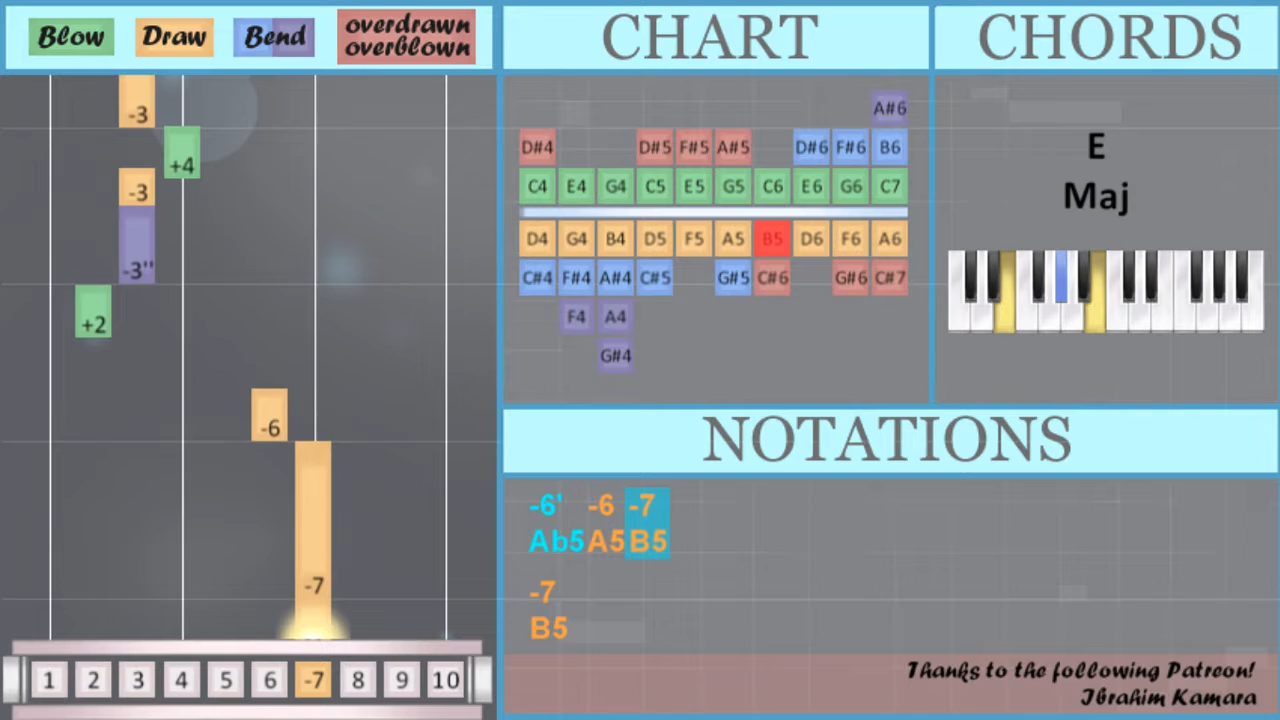 Blow Draw Bend overdrawn
overblown
CHART
CHORDS
-3
+4
-3
-3''
+2
-6
-7
1 2 3 4 5 6 -7 8 9 10
A#6
D#4 D#5 F#5 A#5 D#6 F#6 B6
C4 E4 G4 C5 E5 G5 C6 E6 G6 C7
D4 G4 B4 D5 F5 A5 B5 D6 F6 A6
C#4 F#4 A#4 C#5 G#5 C#6 G#6 C#7
F4 A4
G#4
E
Maj
NOTATIONS
-6' -6 -7
Ab5 A5 B5
-7
B5
Thanks to the following Patreon!
Ibrahim Kamara